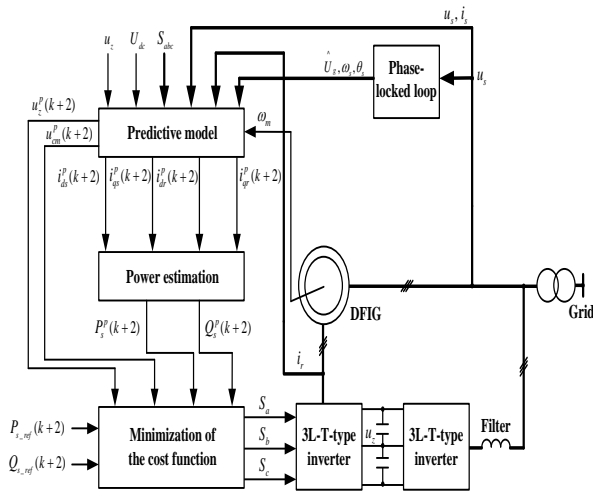 u_s, i_s
u_z U_dc S_abc
Û_s, ω_s, θ_s
Phase-
locked loop
u_s
u_z^p(k+2)
u_cm^p(k+2)
Predictive model
ω_m
i_ds^p(k+2) i_qs^p(k+2) i_dr^p(k+2) i_qr^p(k+2)
Power estimation
DFIG
Grid
P_s^p(k+2) Q_s^p(k+2)
i_r
P_s_ref(k+2)
Q_s_ref(k+2)
Minimization of
the cost function
S_a
S_b
S_c
3L-T-type
inverter
u_z
3L-T-type
inverter
Filter